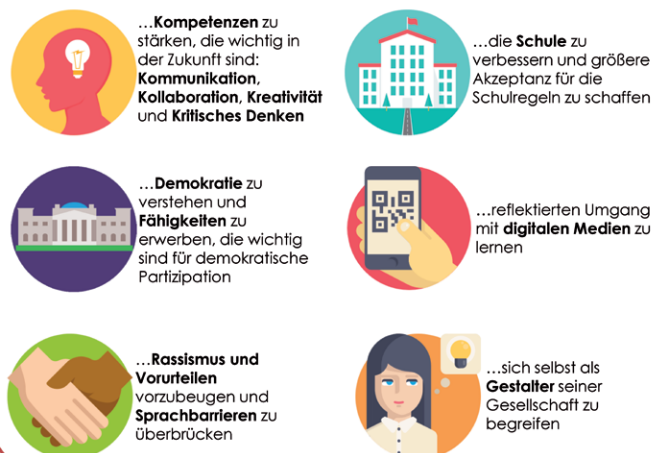 ...Kompetenzen zu
stärken, die wichtig in
der Zukunft sind:
Kommunikation,
Kollaboration, Kreativität
und Kritisches Denken
...die Schule zu
verbessern und größere
Akzeptanz für die
Schulregeln zu schaffen
...Demokratie zu
verstehen und
Fähigkeiten zu
erwerben, die wichtig
sind für demokratische
Partizipation
...reflektierten Umgang
mit digitalen Medien zu
lernen
...Rassismus und
Vorurteilen
vorzubeugen und
Sprachbarrieren zu
überbrücken
...sich selbst als
Gestalter seiner
Gesellschaft zu
begreifen